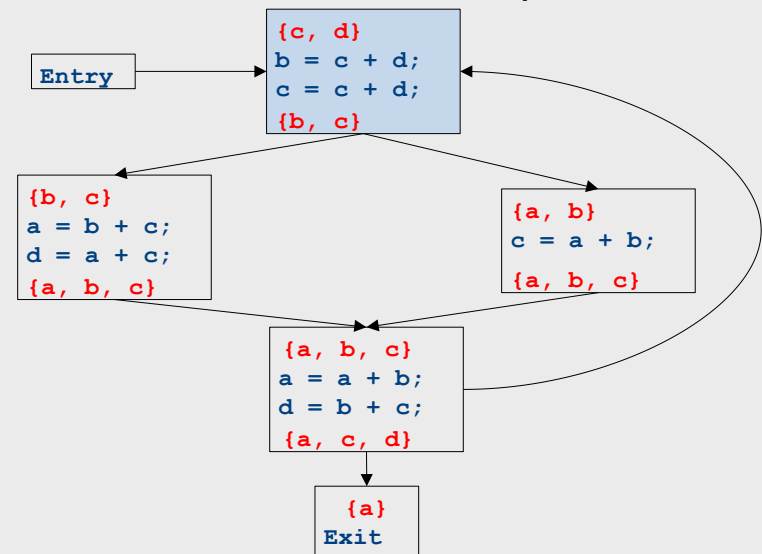 {c, d}
b = c + d;
c = c + d;
{b, c}
Entry
{b, c}
a = b + c;
d = a + c;
{a, b, c}
{a, b}
c = a + b;
{a, b, c}
{a, b, c}
a = a + b;
d = b + c;
{a, c, d}
{a}
Exit